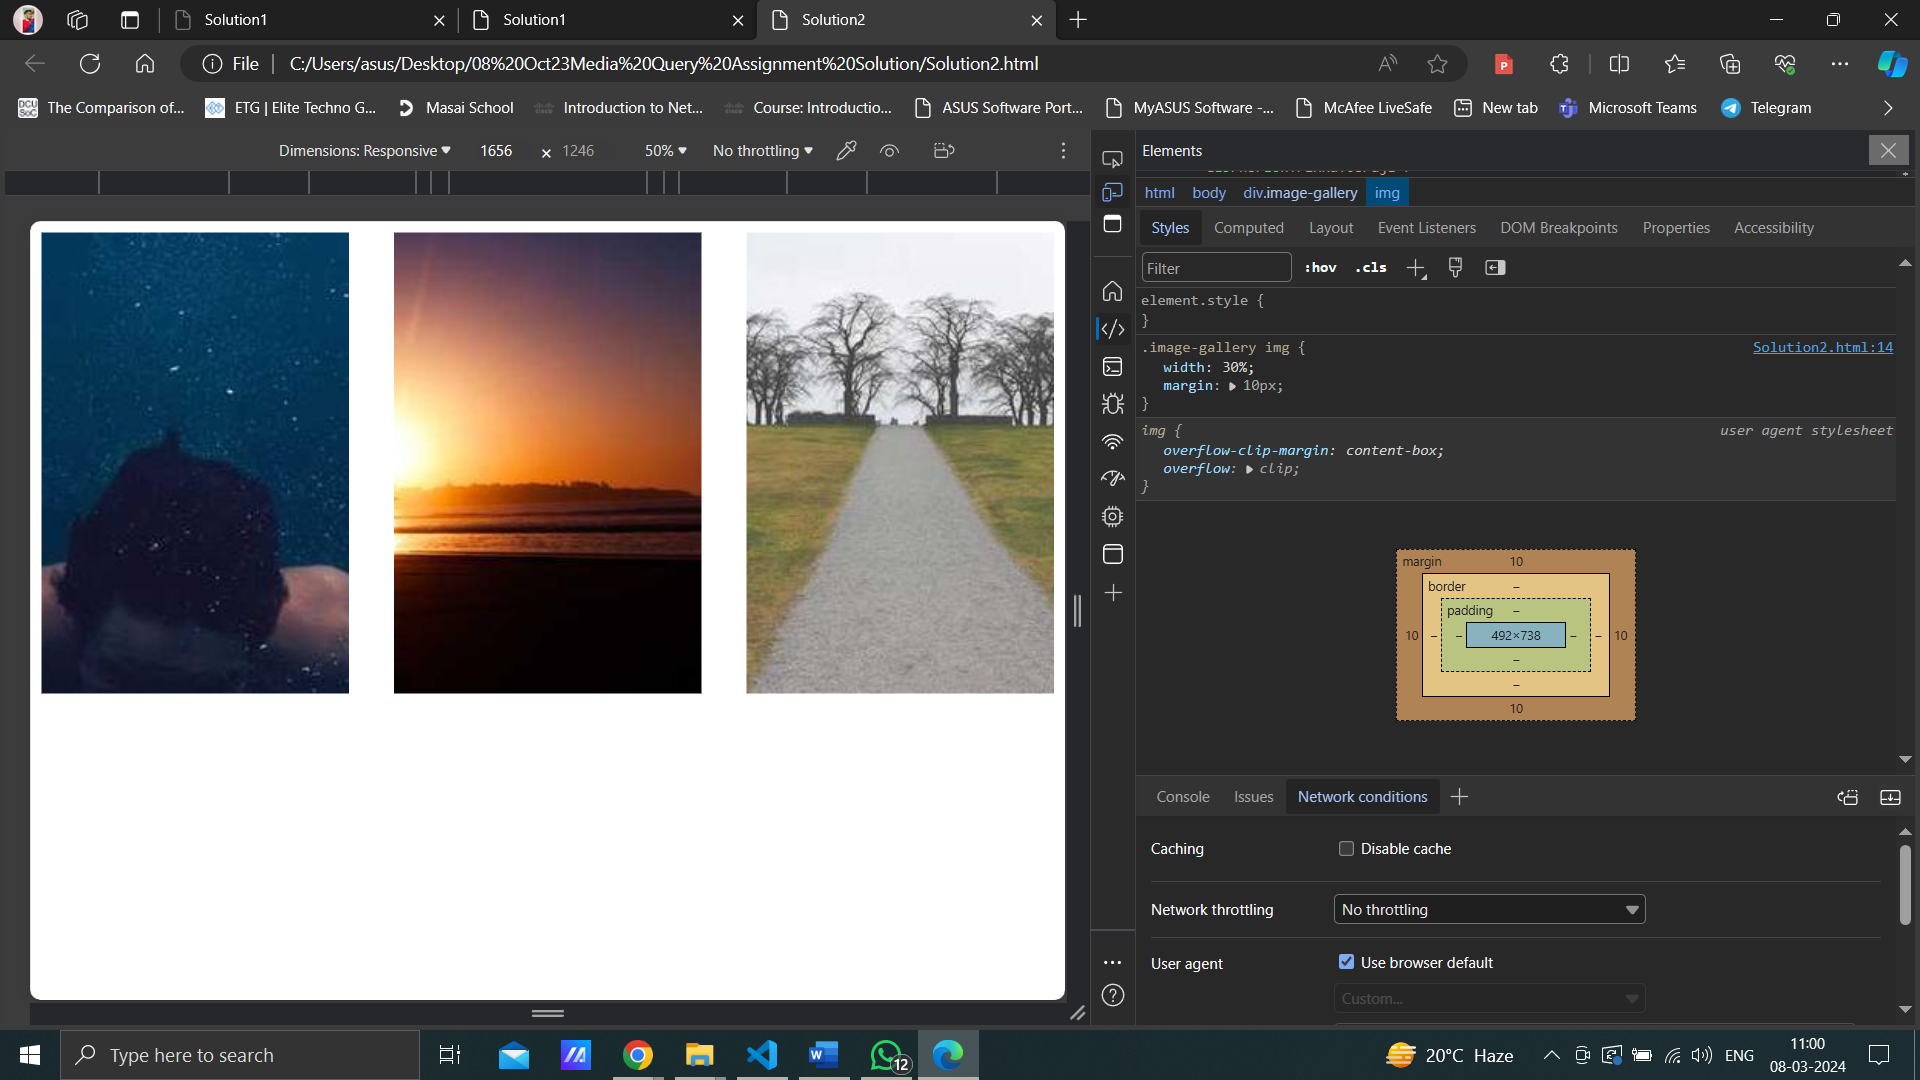 Solution1
Solution1
Solution2
File
C:/Users/asus/Desktop/08%20Oct23Media%20Query%20Assignment%20Solution/Solution2.html
The Comparison of...
ETG | Elite Techno G...
Masai School
Introduction to Net...
Course: Introductio...
ASUS Software Port...
MyASUS Software -...
McAfee LiveSafe
New tab
Microsoft Teams
Telegram
Dimensions: Responsive
1656
×
1246
50%
No throttling
Elements
html
body
div.image-gallery
img
Styles
Computed
Layout
Event Listeners
DOM Breakpoints
Properties
Accessibility
Filter
:hov
.cls
element.style {
}
.image-gallery img {
Solution2.html:14
width: 30%;
margin: 10px;
}
img {
user agent stylesheet
overflow-clip-margin: content-box;
overflow: clip;
}
margin
10
border
–
padding
–
10
–
–
492×738
–
–
10
–
–
10
Console
Issues
Network conditions
Caching
Disable cache
Network throttling
No throttling
User agent
Use browser default
Custom...
Type here to search
12
20°C Haze
ENG
11:00
08-03-2024